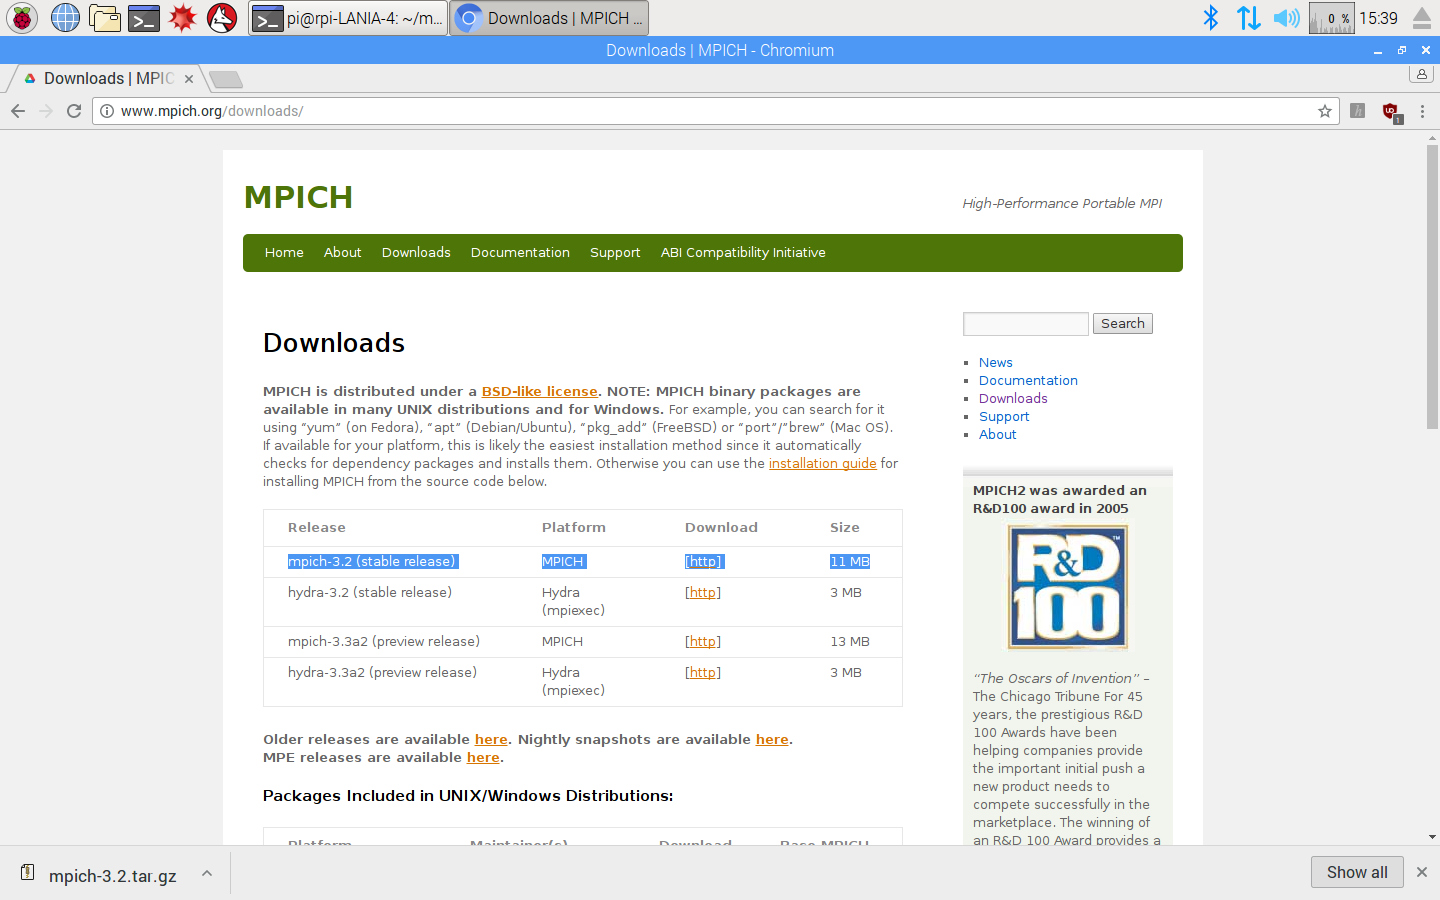 pi@rpi-LANIA-4: ~/m...
Downloads | MPICH ...
0 %
15:39
Downloads | MPICH - Chromium
Downloads | MPIC
www.mpich.org/downloads/
MPICH
High-Performance Portable MPI
Home About Downloads Documentation Support ABI Compatibility Initiative
Downloads
MPICH is distributed under a BSD-like license. NOTE: MPICH binary packages are
available in many UNIX distributions and for Windows. For example, you can search for it
using “yum” (on Fedora), “apt” (Debian/Ubuntu), “pkg_add” (FreeBSD) or “port”/“brew” (Mac OS).
If available for your platform, this is likely the easiest installation method since it automatically
checks for dependency packages and installs them. Otherwise you can use the installation guide for
installing MPICH from the source code below.
Release Platform Download Size
mpich-3.2 (stable release) MPICH [http] 11 MB
hydra-3.2 (stable release) Hydra [http] 3 MB
(mpiexec)
mpich-3.3a2 (preview release) MPICH [http] 13 MB
hydra-3.3a2 (preview release) Hydra [http] 3 MB
(mpiexec)
Older releases are available here. Nightly snapshots are available here.
MPE releases are available here.
Packages Included in UNIX/Windows Distributions:
Platform Maintainer(s) Download Base MPICH
Search
News
Documentation
Downloads
Support
About
MPICH2 was awarded an
R&D100 award in 2005
R&D
100
TM
“The Oscars of Invention” –
The Chicago Tribune For 45
years, the prestigious R&D
100 Awards have been
helping companies provide
the important initial push a
new product needs to
compete successfully in the
marketplace. The winning of
an R&D 100 Award provides a
mpich-3.2.tar.gz
Show all